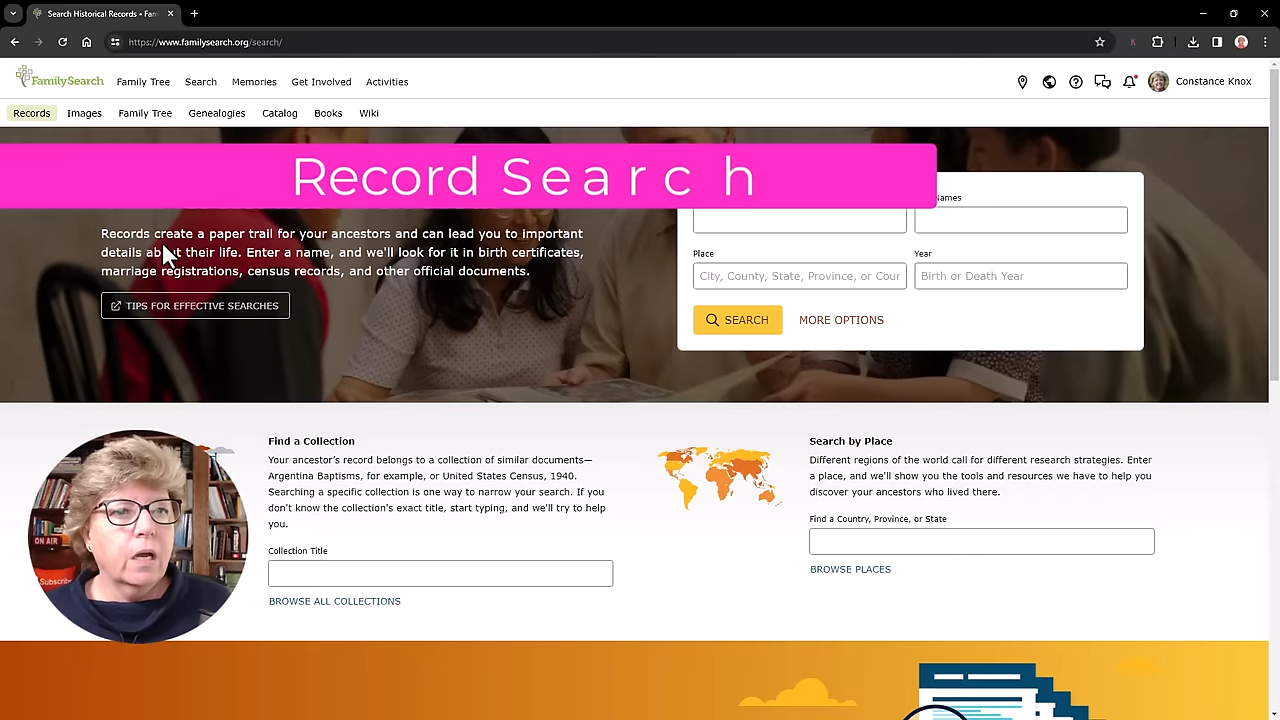 Search Historical Records • Fam
https://www.familysearch.org/search/
FamilySearch
Family Tree
Search
Memories
Get Involved
Activities
Constance Knox
Records
Images
Family Tree
Genealogies
Catalog
Books
Wiki
Record Search
Names
Records create a paper trail for your ancestors and can lead you to important
details about their life. Enter a name, and we'll look for it in birth certificates,
marriage registrations, census records, and other official documents.
TIPS FOR EFFECTIVE SEARCHES
Place
Year
City, County, State, Province, or Cour
Birth or Death Year
SEARCH
MORE OPTIONS
Find a Collection
Your ancestor's record belongs to a collection of similar documents—
Argentina Baptisms, for example, or United States Census, 1940.
Searching a specific collection is one way to narrow your search. If you
don't know the collection's exact title, start typing, and we'll try to help
you.
Collection Title
BROWSE ALL COLLECTIONS
Search by Place
Different regions of the world call for different research strategies. Enter
a place, and we'll show you the tools and resources we have to help you
discover your ancestors who lived there.
Find a Country, Province, or State
BROWSE PLACES
ON AIR
Subscribe